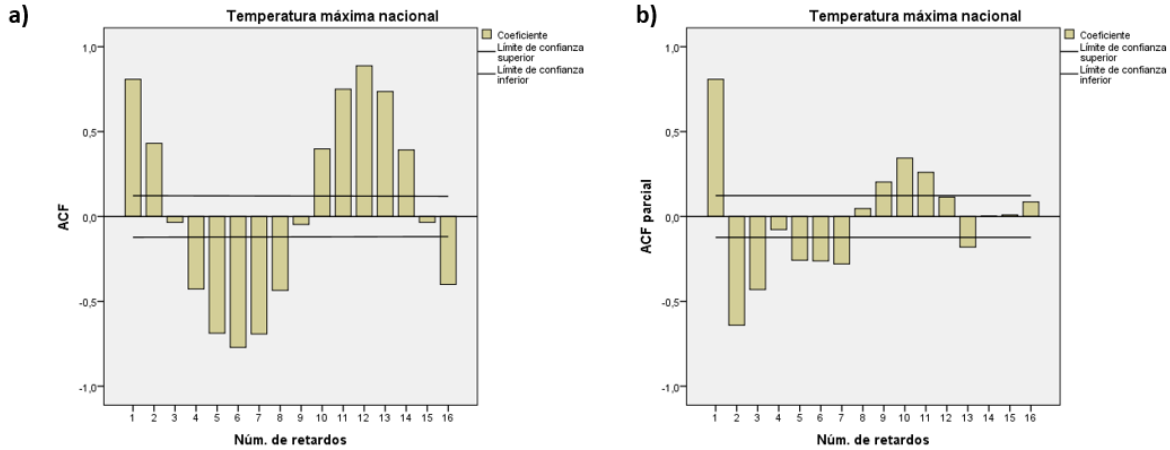 a)
Temperatura máxima nacional
Coeficiente
Límite de confianza
superior
Límite de confianza
inferior
1,0
0,5
0,0
-0,5
-1,0
ACF
1 2 3 4 5 6 7 8 9 10 11 12 13 14 15 16
Núm. de retardos
b)
Temperatura máxima nacional
Coeficiente
Límite de confianza
superior
Límite de confianza
inferior
1,0
0,5
0,0
-0,5
-1,0
ACF parcial
1 2 3 4 5 6 7 8 9 10 11 12 13 14 15 16
Núm. de retardos